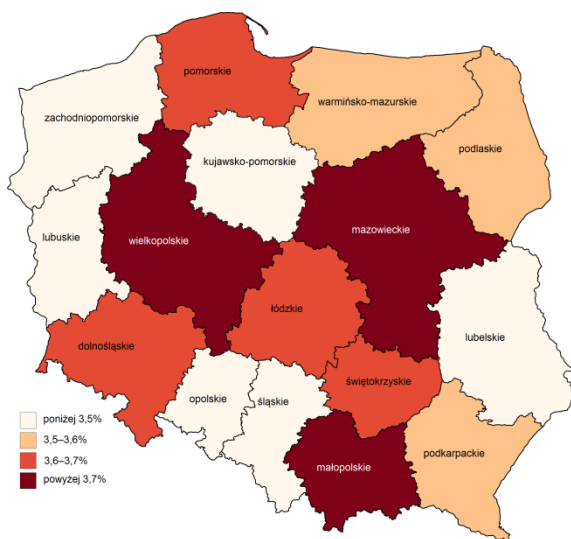 pomorskie
zachodniopomorskie
warmińsko-mazurskie
podlaskie
kujawsko-pomorskie
lubuskie
wielkopolskie
mazowieckie
łódzkie
dolnośląskie
lubelskie
opolskie
śląskie
świętokrzyskie
małopolskie
podkarpackie
poniżej 3,5%
3,5–3,6%
3,6–3,7%
powyżej 3,7%